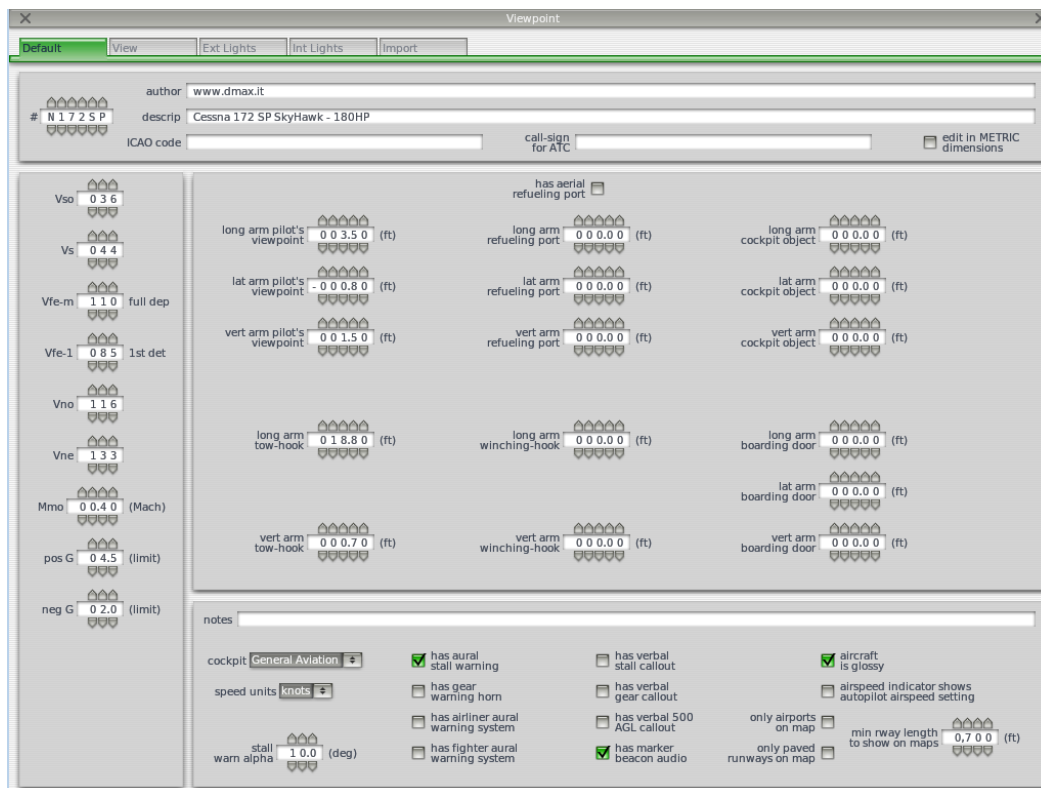 Viewpoint
Default View Ext Lights Int Lights Import
author www.dmax.it
# N172SP descrip Cessna 172 SP SkyHawk - 180HP
ICAO code call-sign for ATC edit in METRIC dimensions
Vso 036
Vs 044
Vfe-m 110 full dep
Vfe-1 085 1st det
Vno 116
Vne 133
Mmo 00.40 (Mach)
pos G 04.5 (limit)
neg G 02.0 (limit)
has aerial refueling port
long arm pilot's viewpoint 003.50 (ft) long arm refueling port 000.00 (ft) long arm cockpit object 000.00 (ft)
lat arm pilot's viewpoint -000.80 (ft) lat arm refueling port 000.00 (ft) lat arm cockpit object 000.00 (ft)
vert arm pilot's viewpoint 001.50 (ft) vert arm refueling port 000.00 (ft) vert arm cockpit object 000.00 (ft)
long arm tow-hook 018.80 (ft) long arm winching-hook 000.00 (ft) long arm boarding door 000.00 (ft)
lat arm boarding door 000.00 (ft)
vert arm tow-hook 000.70 (ft) vert arm winching-hook 000.00 (ft) vert arm boarding door 000.00 (ft)
notes
cockpit General Aviation has aural stall warning has verbal stall callout aircraft is glossy
speed units knots has gear warning horn has verbal gear callout airspeed indicator shows autopilot airspeed setting
has airliner aural warning system has verbal 500 AGL callout only airports on map min rway length to show on maps 0,700 (ft)
stall warn alpha 10.0 (deg) has fighter aural warning system has marker beacon audio only paved runways on map